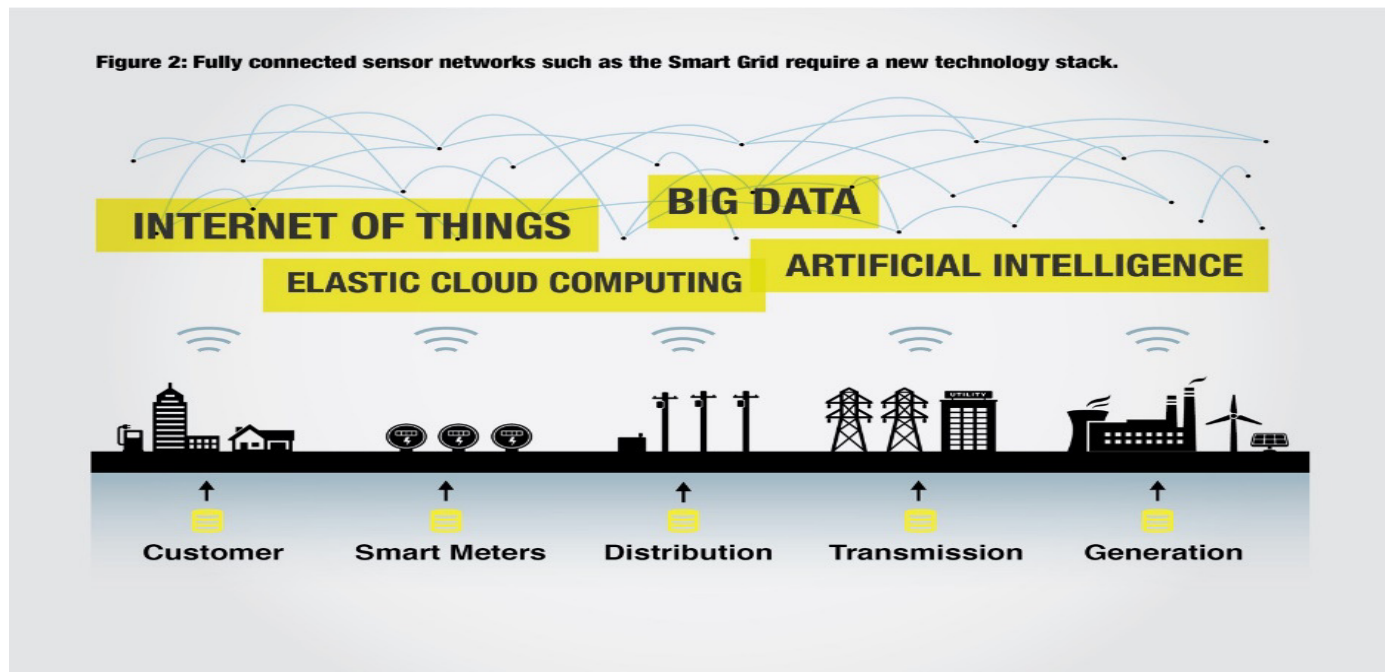 Figure 2: Fully connected sensor networks such as the Smart Grid require a new technology stack.
BIG DATA
INTERNET OF THINGS
ARTIFICIAL INTELLIGENCE
ELASTIC CLOUD COMPUTING
UTILITY
Customer
Smart Meters
Distribution
Transmission
Generation